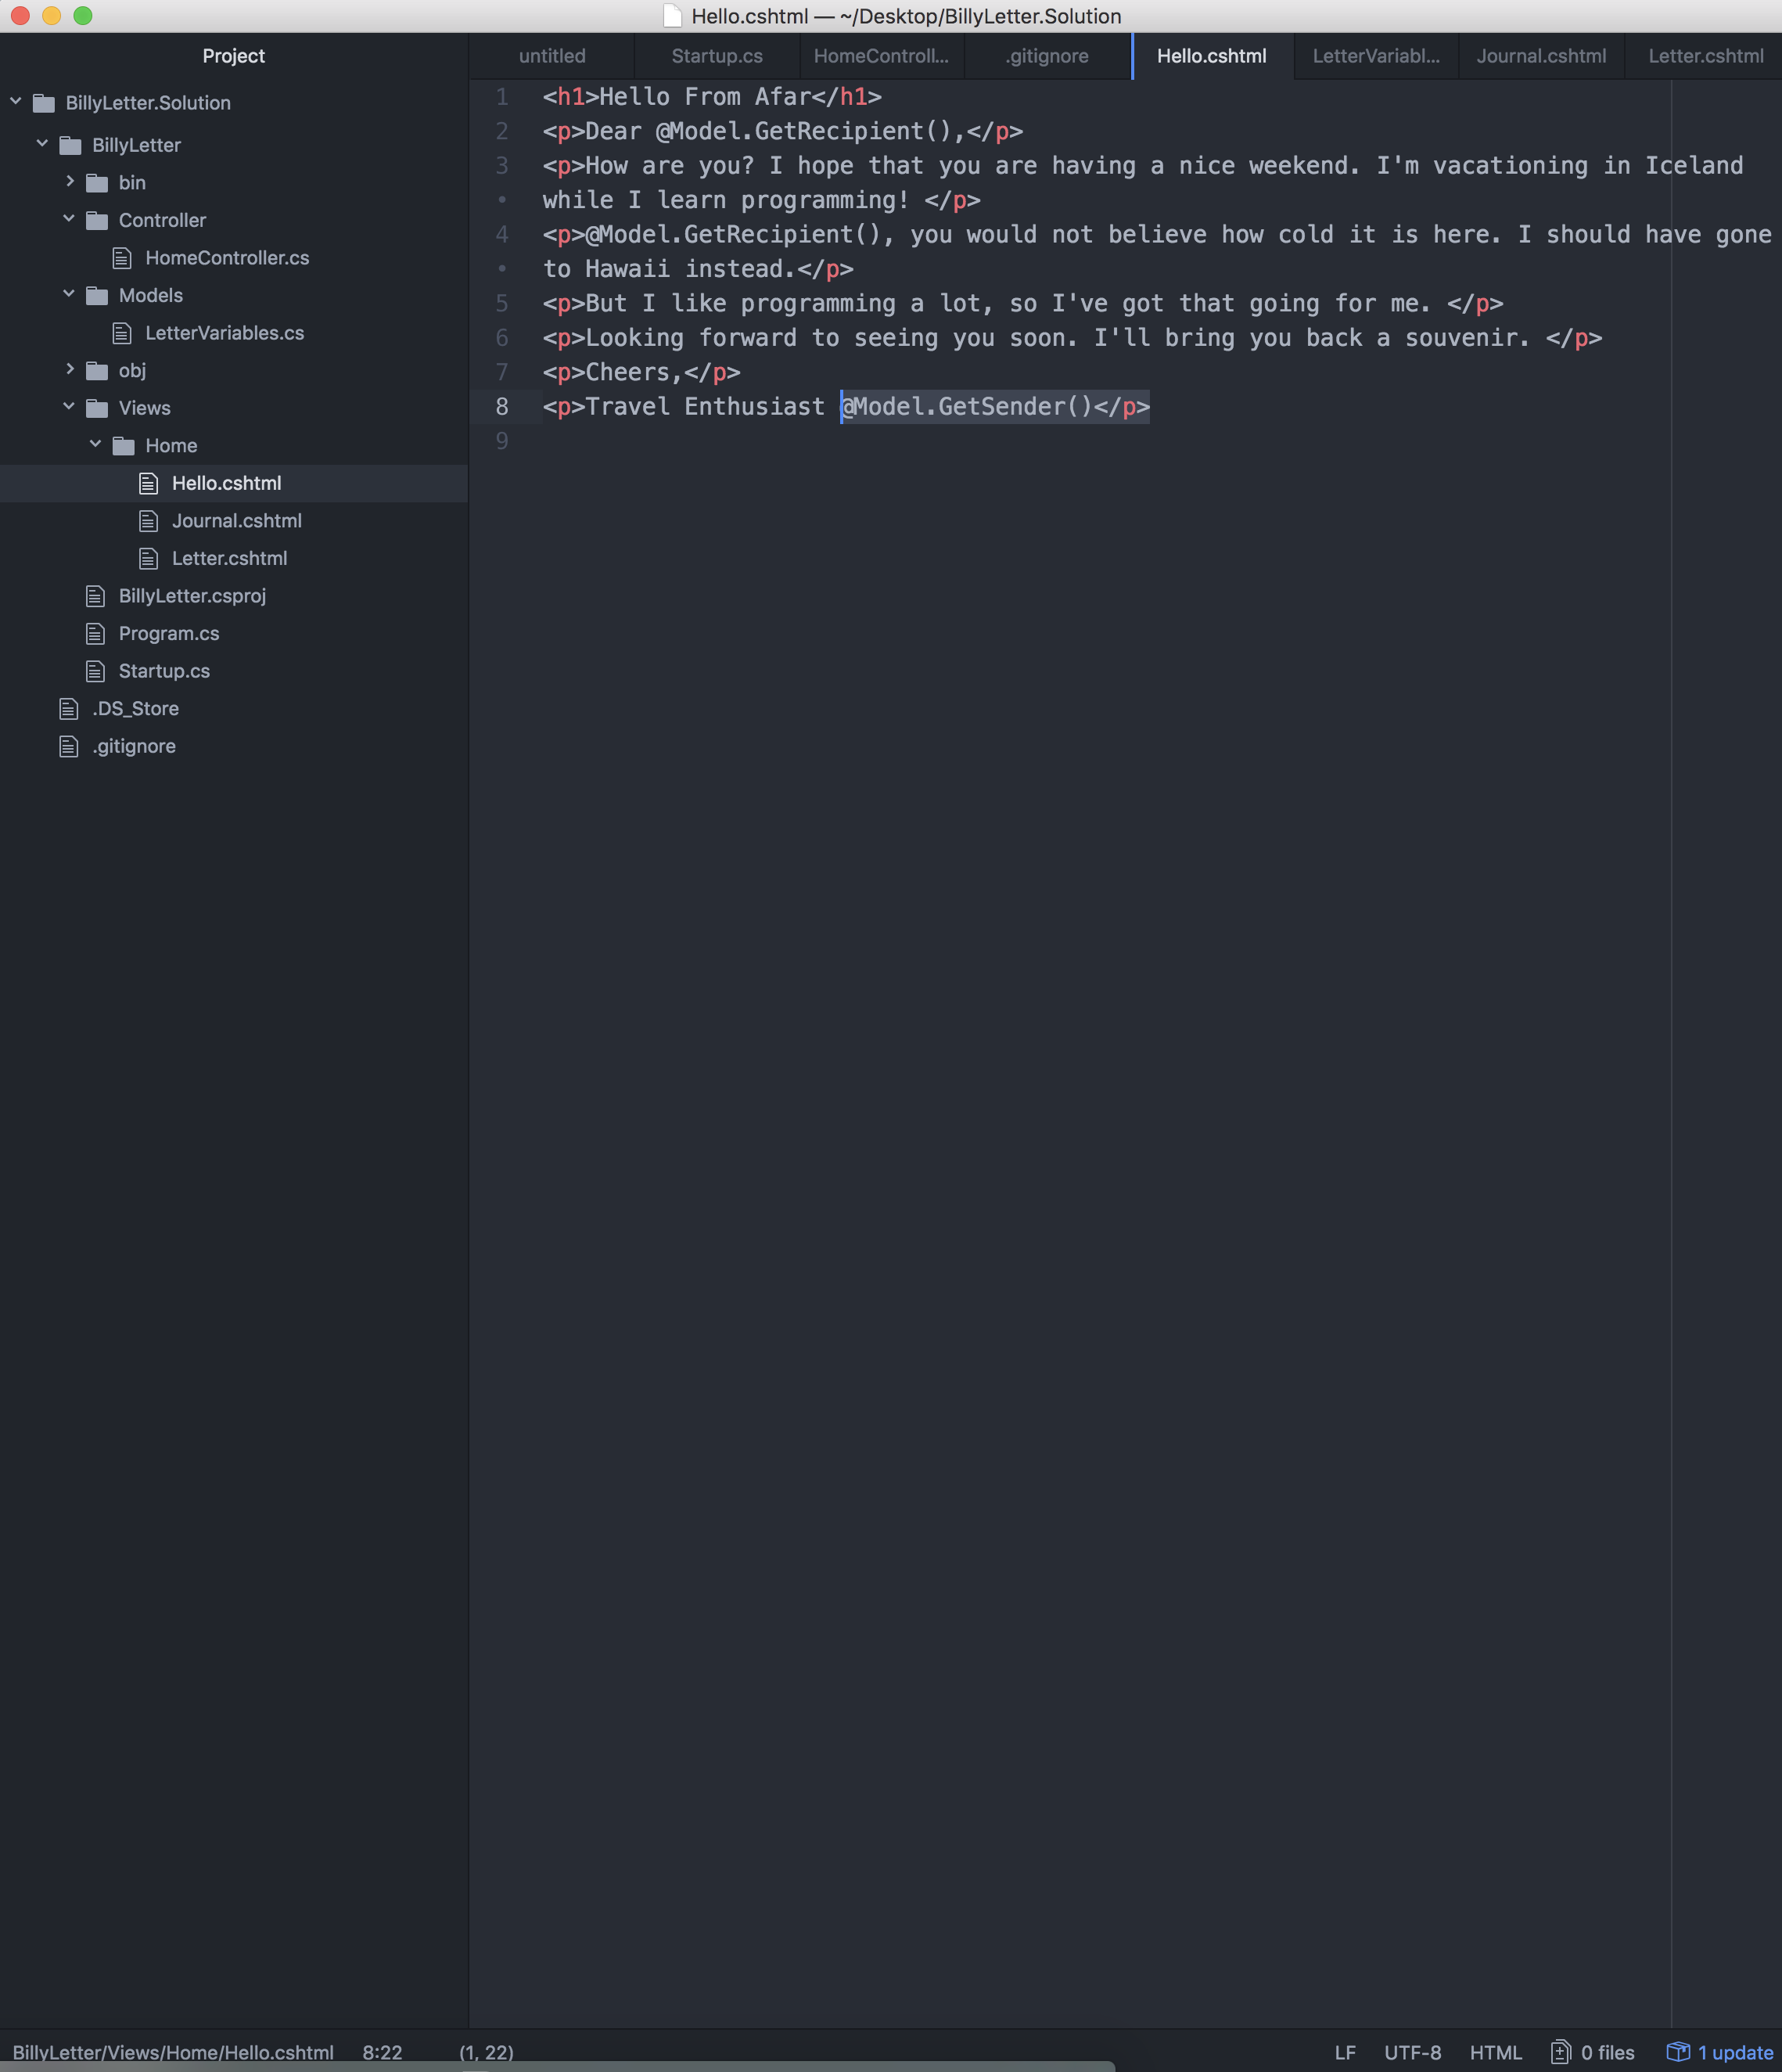 Hello.cshtml — ~/Desktop/BillyLetter.Solution
Project
untitled
Startup.cs
HomeControll...
.gitignore
Hello.cshtml
LetterVariabl...
Journal.cshtml
Letter.cshtml
BillyLetter.Solution
BillyLetter
bin
Controller
HomeController.cs
Models
LetterVariables.cs
obj
Views
Home
Hello.cshtml
Journal.cshtml
Letter.cshtml
BillyLetter.csproj
Program.cs
Startup.cs
.DS_Store
.gitignore
1 <h1>Hello From Afar</h1>
2 <p>Dear @Model.GetRecipient(),</p>
3 <p>How are you? I hope that you are having a nice weekend. I'm vacationing in Iceland
• while I learn programming! </p>
4 <p>@Model.GetRecipient(), you would not believe how cold it is here. I should have gone
• to Hawaii instead.</p>
5 <p>But I like programming a lot, so I've got that going for me. </p>
6 <p>Looking forward to seeing you soon. I'll bring you back a souvenir. </p>
7 <p>Cheers,</p>
8 <p>Travel Enthusiast @Model.GetSender()</p>
9
BillyLetter/Views/Home/Hello.cshtml 8:22 (1, 22)
LF UTF-8 HTML 0 files 1 update